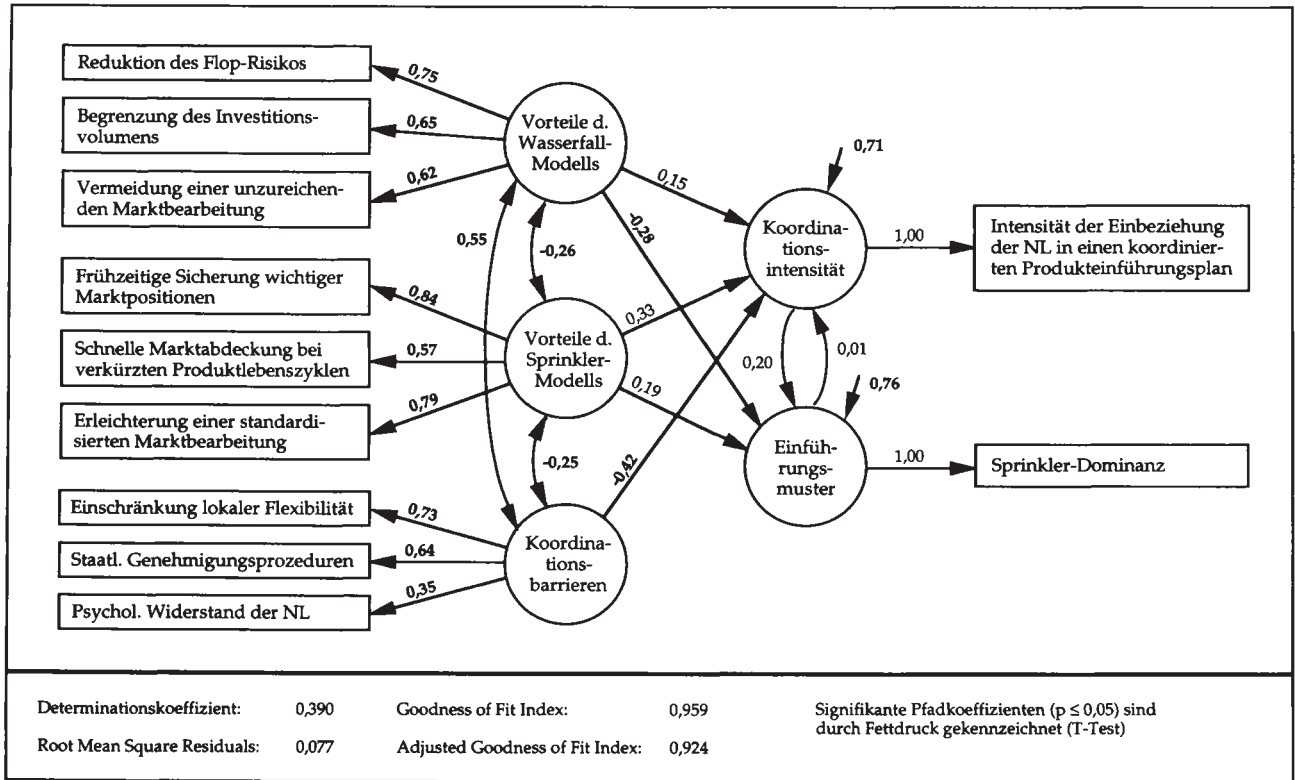 Reduktion des Flop-Risikos
Begrenzung des Investitions-
volumens
Vermeidung einer unzureichen-
den Marktbearbeitung
Frühzeitige Sicherung wichtiger
Marktpositionen
Schnelle Marktabdeckung bei
verkürzten Produktlebenszyklen
Erleichterung einer standardi-
sierten Marktbearbeitung
Einschränkung lokaler Flexibilität
Staatl. Genehmigungsprozeduren
Psychol. Widerstand der NL
0,75
0,65
0,62
0,84
0,57
0,79
0,73
0,64
0,35
Vorteile d.
Wasserfall-
Modells
Vorteile d.
Sprinkler-
Modells
Koordina-
tions-
barrieren
0,55
-0,26
-0,25
0,15
-0,28
0,33
0,19
-0,42
0,71
Koordina-
tions-
intensität
0,20
0,01
0,76
Einfüh-
rungs-
muster
1,00
Intensität der Einbeziehung
der NL in einen koordinier-
ten Produkteinführungsplan
1,00
Sprinkler-Dominanz
Determinationskoeffizient: 0,390
Root Mean Square Residuals: 0,077
Goodness of Fit Index: 0,959
Adjusted Goodness of Fit Index: 0,924
Signifikante Pfadkoeffizienten (p ≤ 0,05) sind
durch Fettdruck gekennzeichnet (T-Test)